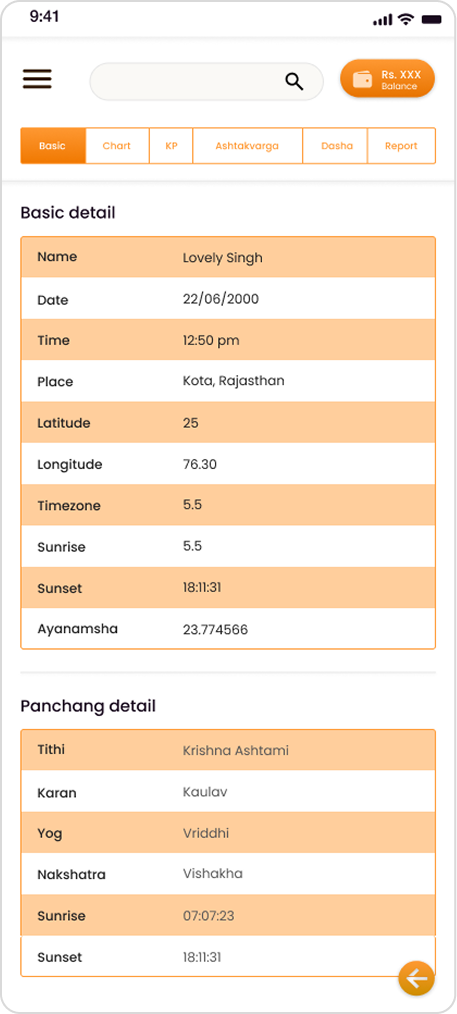 9:41
Rs. XXX
Balance
Basic Chart KP Ashtakvarga Dasha Report
Basic detail
Name Lovely Singh
Date 22/06/2000
Time 12:50 pm
Place Kota, Rajasthan
Latitude 25
Longitude 76.30
Timezone 5.5
Sunrise 5.5
Sunset 18:11:31
Ayanamsha 23.774566
Panchang detail
Tithi Krishna Ashtami
Karan Kaulav
Yog Vriddhi
Nakshatra Vishakha
Sunrise 07:07:23
Sunset 18:11:31